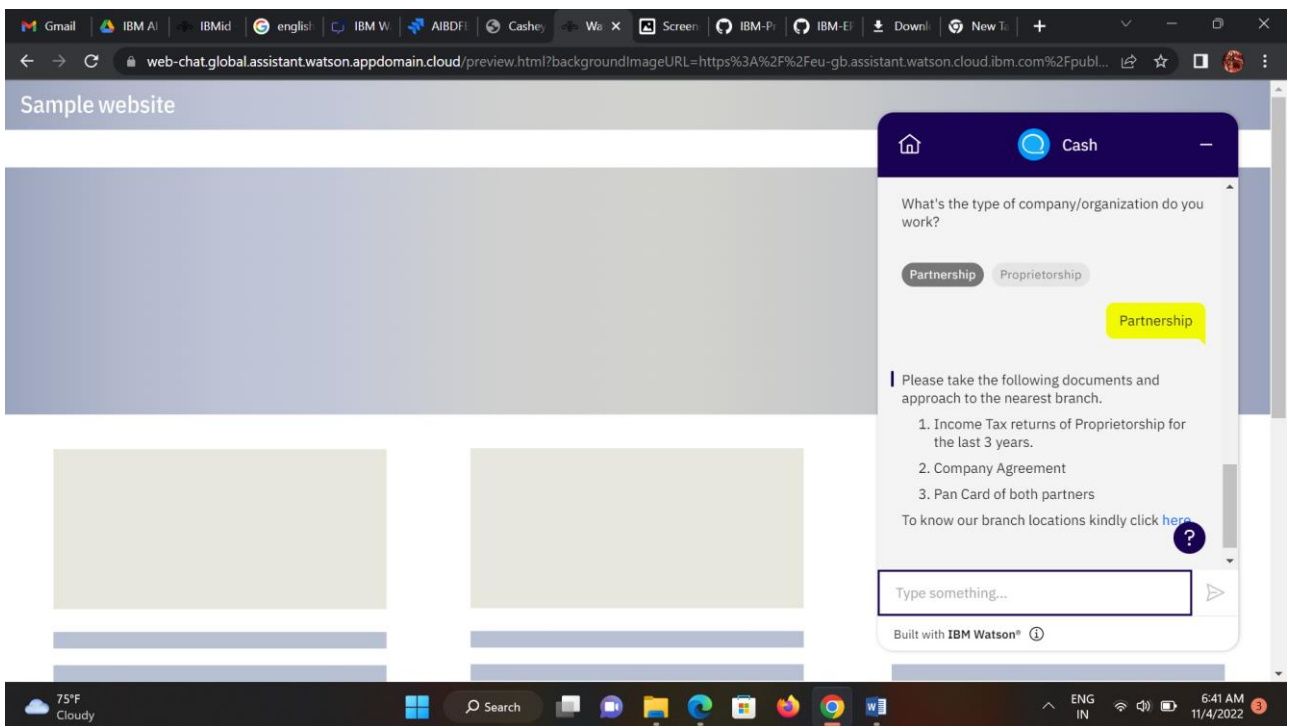 Gmail
IBM AI
IBMid
english
IBM W
AIBDFE
Cashey
Wa
Screen
IBM-Pr
IBM-EF
Downl
New Ta
web-chat.global.assistant.watson.appdomain.cloud/preview.html?backgroundImageURL=https%3A%2F%2Feu-gb.assistant.watson.cloud.ibm.com%2Fpubl...
Sample website
Cash
What's the type of company/organization do you
work?
Partnership Proprietorship
Partnership
Please take the following documents and
approach to the nearest branch.
1. Income Tax returns of Proprietorship for
the last 3 years.
2. Company Agreement
3. Pan Card of both partners
To know our branch locations kindly click here
?
Type something...
Built with IBM Watson®
75°F
Cloudy
Search
ENG
IN
6:41 AM
11/4/2022
3